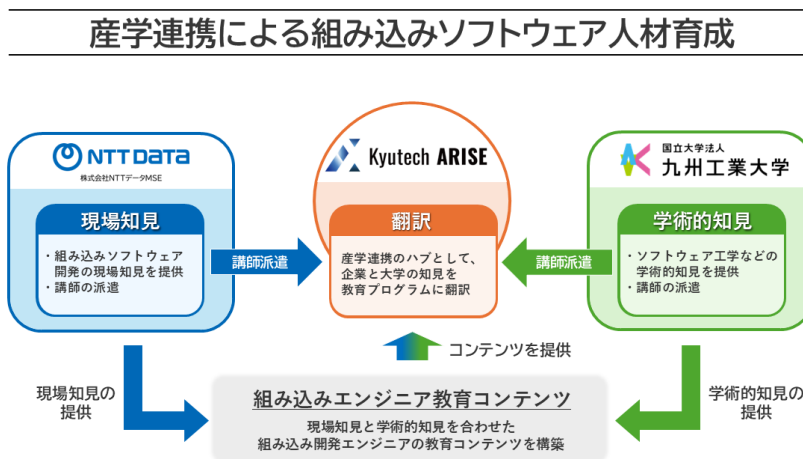 産学連携による組み込みソフトウェア人材育成
NTT DATA
株式会社NTTデータMSE
現場知見
・組み込みソフトウェア
開発の現場知見を提供
・講師の派遣
講師派遣
Kyutech ARISE
翻訳
産学連携のハブとして、
企業と大学の知見を
教育プログラムに翻訳
講師派遣
国立大学法人
九州工業大学
学術的知見
・ソフトウェア工学などの
学術的知見を提供
・講師の派遣
コンテンツを提供
現場知見の
提供
組み込みエンジニア教育コンテンツ
現場知見と学術的知見を合わせた
組み込み開発エンジニアの教育コンテンツを構築
学術的知見の
提供